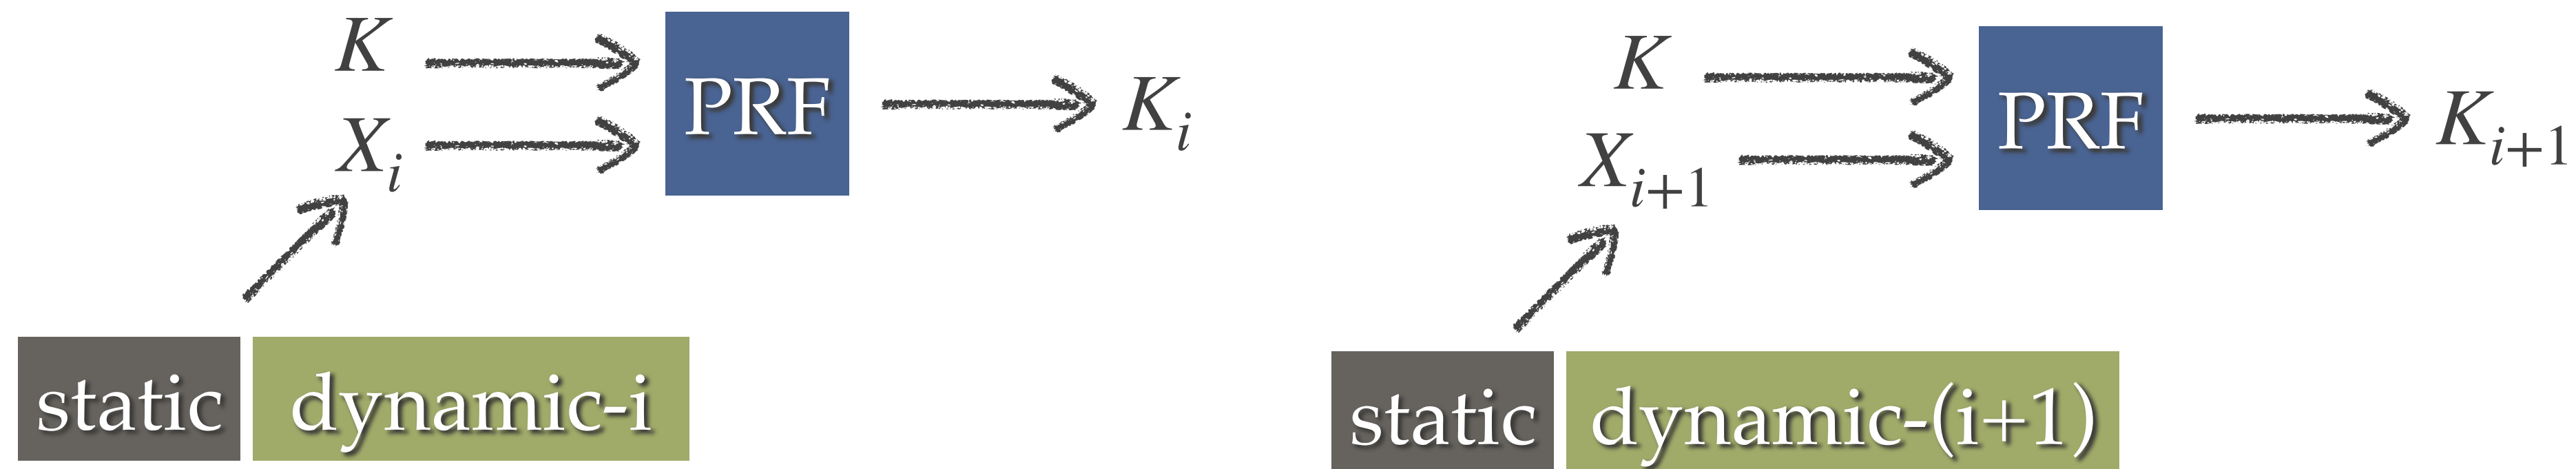 K
X_i
PRF
K_i
static
dynamic-i
K
X_{i+1}
PRF
K_{i+1}
static
dynamic-(i+1)